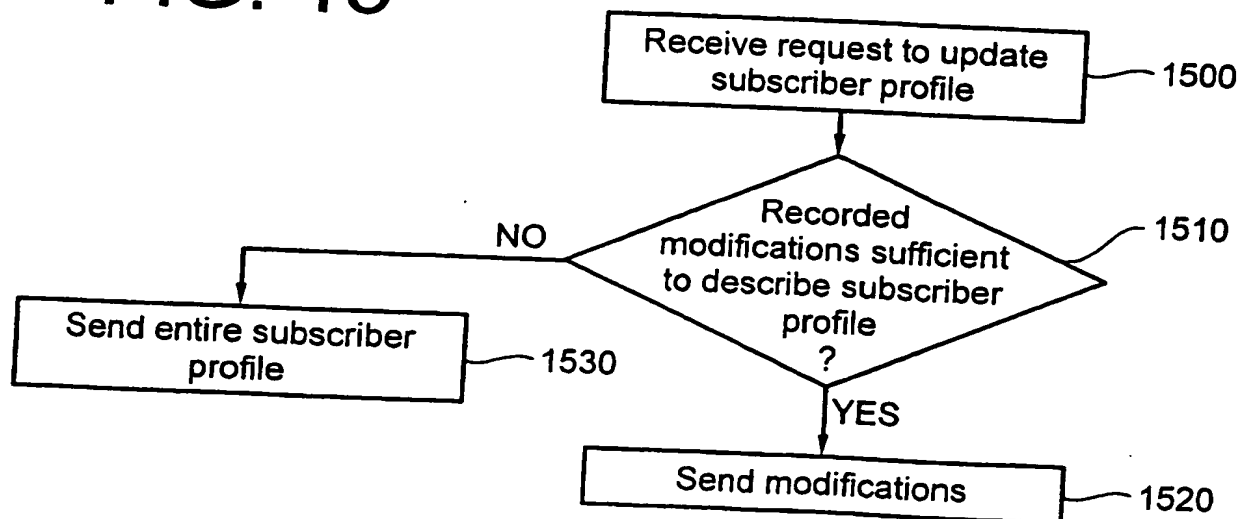 FIG.
Receive request to update
subscriber profile
1500
Recorded
modifications sufficient
to describe subscriber
profile
?
1510
NO
Send entire subscriber
profile
1530
YES
Send modifications
1520